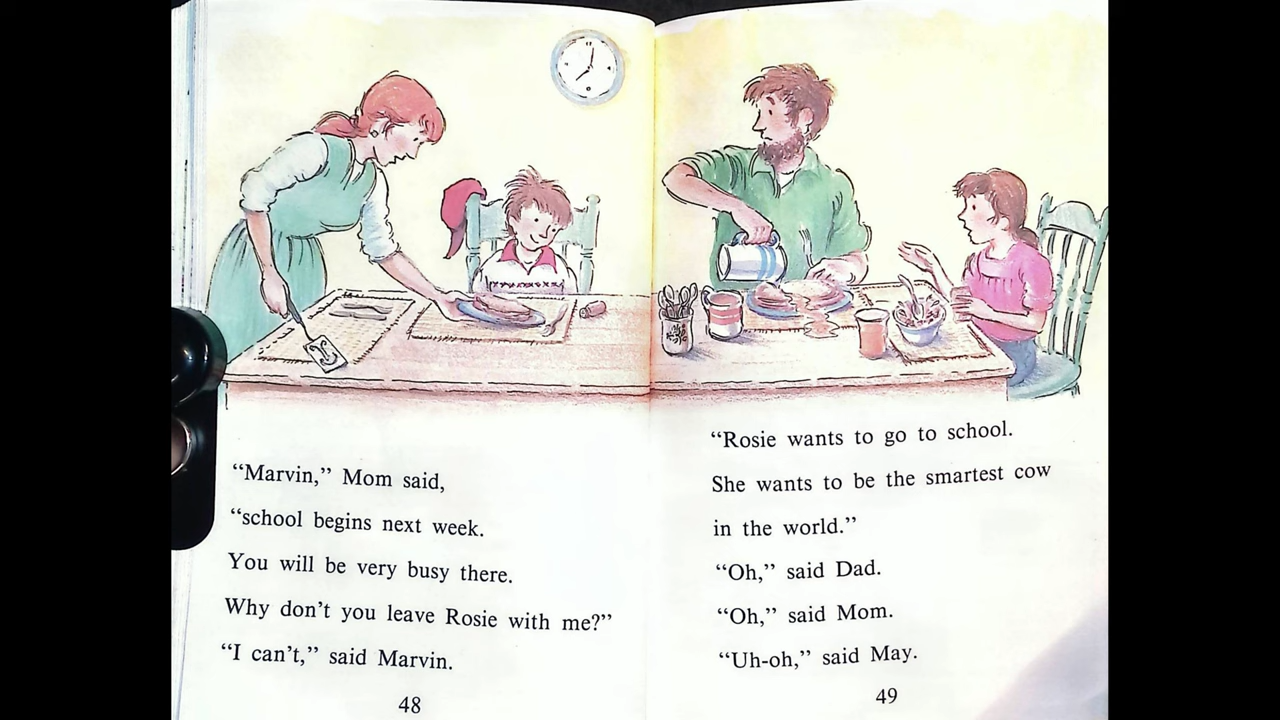 “Marvin,” Mom said,
“school begins next week.
You will be very busy there.
Why don’t you leave Rosie with me?”
“I can’t,” said Marvin.
48
“Rosie wants to go to school.
She wants to be the smartest cow
in the world.”
“Oh,” said Dad.
“Oh,” said Mom.
“Uh-oh,” said May.
49